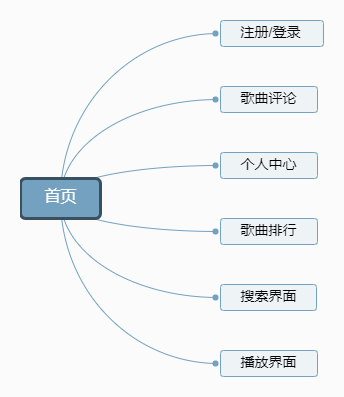 注册/登录
歌曲评论
个人中心
首页
歌曲排行
搜索界面
播放界面